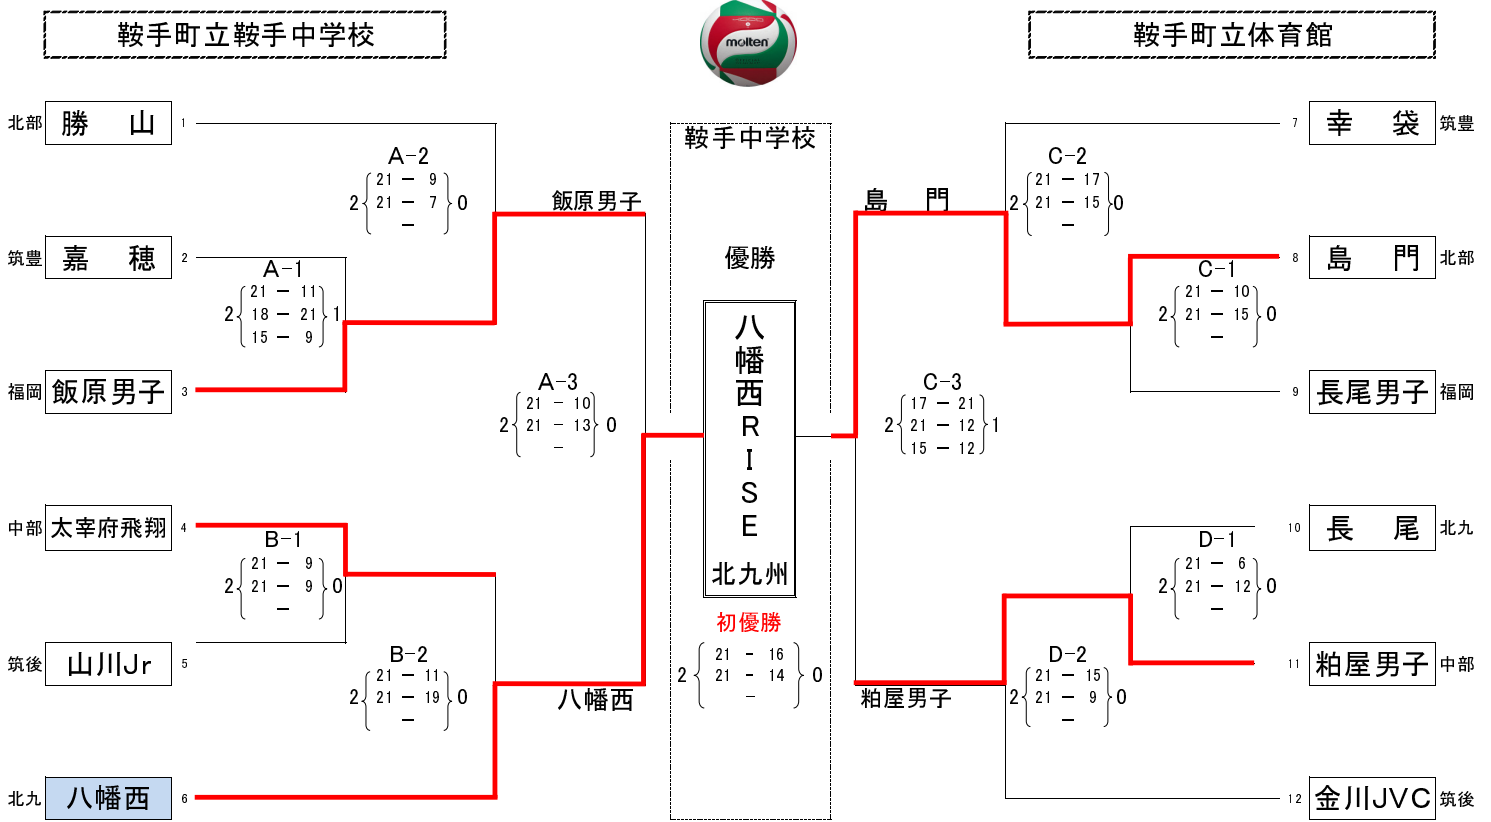 鞍手町立鞍手中学校
molten
鞍手町立体育館
北部 勝 山 1
A-2
2 21 - 9 0
21 - 7
-
飯原男子
筑豊 嘉 穂 2
A-1
2 21 - 11 1
18 - 21
15 - 9
福岡 飯原男子 3
A-3
2 21 - 10 0
21 - 13
-
中部 太宰府飛翔 4
B-1
2 21 - 9 0
21 - 9
-
筑後 山川Jr 5
B-2
2 21 - 11 0
21 - 19
-
八幡西
北九 八幡西 6
鞍手中学校
優勝
八幡西RISE
北九州
初優勝
2 21 - 16 0
21 - 14
-
7 幸 袋 筑豊
C-2
2 21 - 17 0
21 - 15
-
島 門
8 島 門 北部
C-1
2 21 - 10 0
21 - 15
-
9 長尾男子 福岡
C-3
2 17 - 21 1
21 - 12
15 - 12
10 長 尾 北九
D-1
2 21 - 6 0
21 - 12
-
11 粕屋男子 中部
D-2
2 21 - 15 0
21 - 9
-
粕屋男子
12 金川JVC 筑後